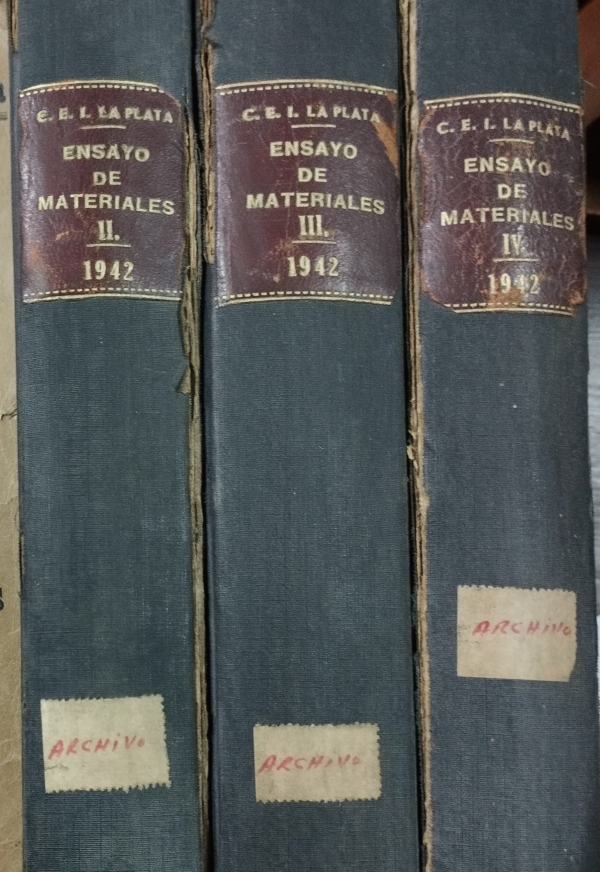 C. E. I. LA PLATA
ENSAYO
DE
MATERIALES
II.
1942
ARCHIVO
C. E. I. LA PLATA
ENSAYO
DE
MATERIALES
III.
1942
ARCHIVO
C. E. I. LA PLATA
ENSAYO
DE
MATERIALES
IV.
1942
ARCHIVO